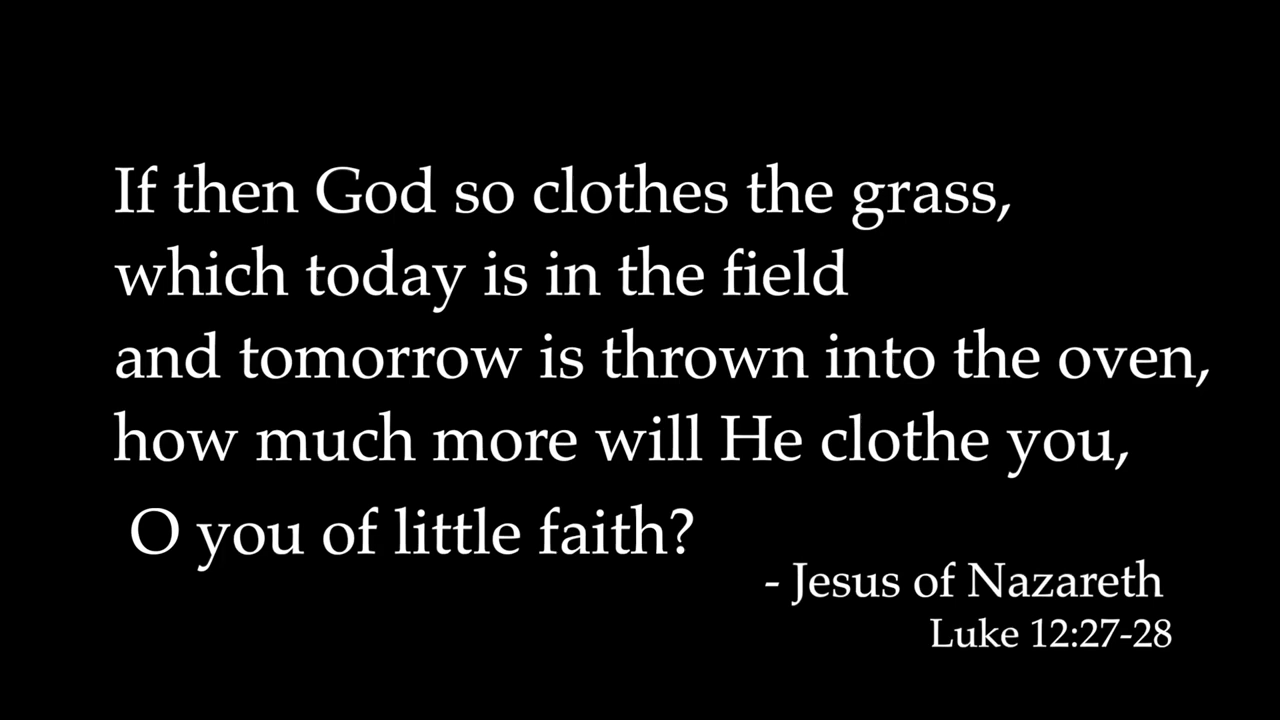 If then God so clothes the grass,
which today is in the field
and tomorrow is thrown into the oven,
how much more will He clothe you,
O you of little faith?
- Jesus of Nazareth
Luke 12:27-28